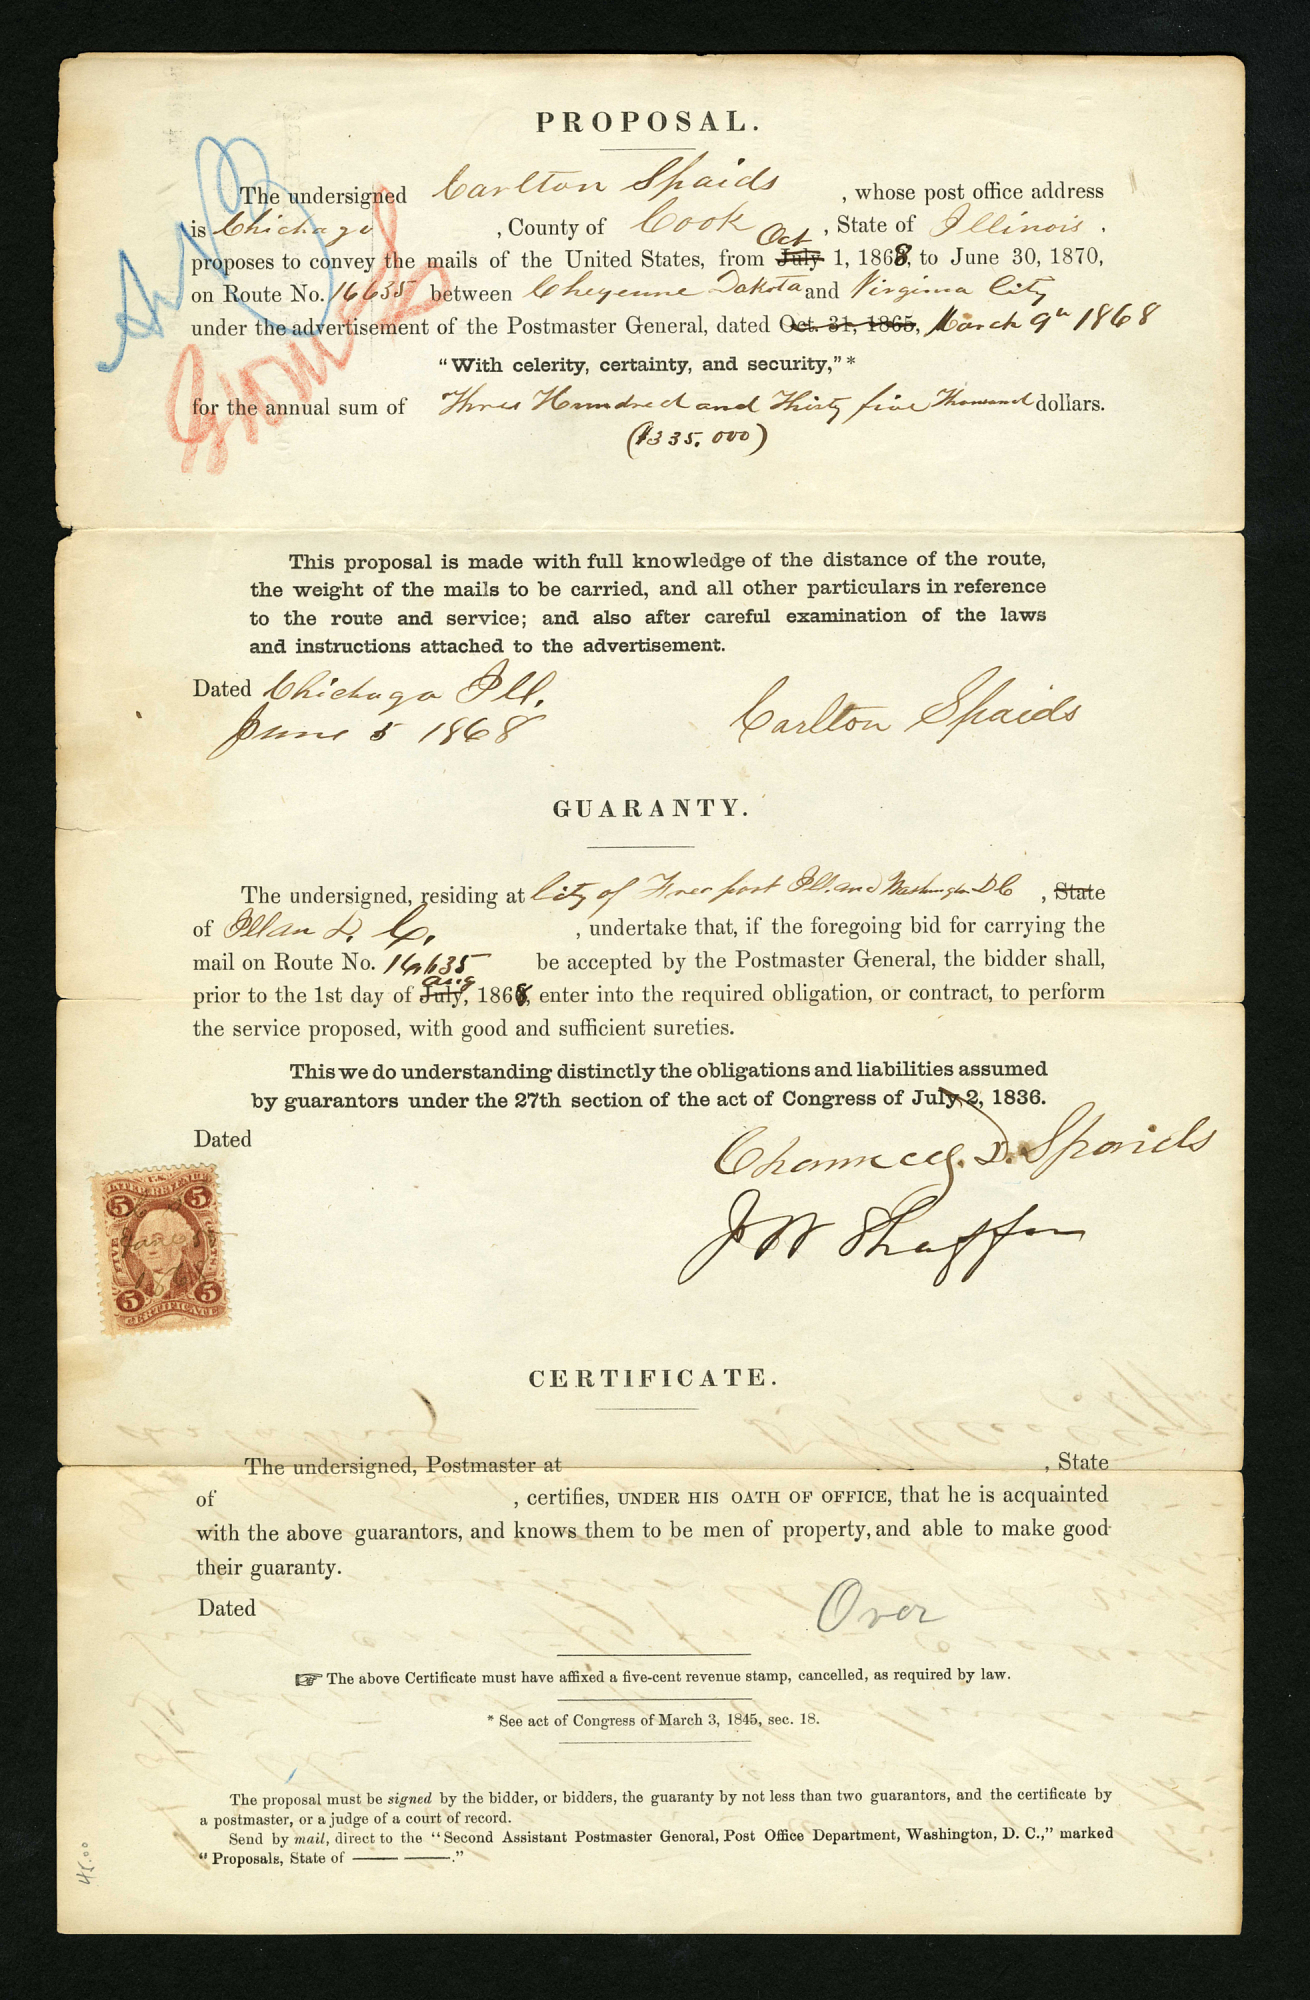 PROPOSAL.
The undersigned Carlton Spaids, whose post office address
is Chichago, County of Cook, State of Illinois.
Oct
proposes to convey the mails of the United States, from July 1, 1868, to June 30, 1870,
on Route No. 16635 between Cheyenne Dakota and Virginia City
under the advertisement of the Postmaster General, dated Oct. 31, 1865, March 9th 1868
"With celerity, certainty, and security,"*
for the annual sum of Three Hundred and Thirty five Thousand dollars.
($335.000)
This proposal is made with full knowledge of the distance of the route,
the weight of the mails to be carried, and all other particulars in reference
to the route and service; and also after careful examination of the laws
and instructions attached to the advertisement.
Dated Chichago Ill.
June 5 1868
Carlton Spaids
GUARANTY.
The undersigned, residing at City of Freeport Ill. and Washington D C, State
of Ill an D. C., undertake that, if the foregoing bid for carrying the
mail on Route No. 16635 be accepted by the Postmaster General, the bidder shall,
aug
prior to the 1st day of July, 1868, enter into the required obligation, or contract, to perform
the service proposed, with good and sufficient sureties.
This we do understanding distinctly the obligations and liabilities assumed
by guarantors under the 27th section of the act of Congress of July 2, 1836.
Dated
Chauncey. D. Spaids
J W Shaffer
U.S.
INTER. REVENUE
5 5
FIVE CENTS
5 5
CERTIFICATE
CERTIFICATE.
The undersigned, Postmaster at , State
of , certifies, UNDER HIS OATH OF OFFICE, that he is acquainted
with the above guarantors, and knows them to be men of property, and able to make good
their guaranty.
Dated
Over
☞ The above Certificate must have affixed a five-cent revenue stamp, cancelled, as required by law.
* See act of Congress of March 3, 1845, sec. 18.
The proposal must be signed by the bidder, or bidders, the guaranty by not less than two guarantors, and the certificate by
a postmaster, or a judge of a court of record.
Send by mail, direct to the "Second Assistant Postmaster General, Post Office Department, Washington, D. C.," marked
"Proposals, State of —— ——."